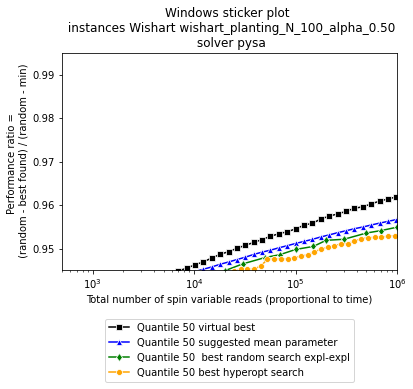 Windows sticker plot
instances Wishart wishart_planting_N_100_alpha_0.50
solver pysa
Performance ratio =
(random - best found) / (random - min)
0.99
0.98
0.97
0.96
0.95
10³ 10⁴ 10⁵ 10⁶
Total number of spin variable reads (proportional to time)
Quantile 50 virtual best
Quantile 50 suggested mean parameter
Quantile 50  best random search expl-expl
Quantile 50 best hyperopt search